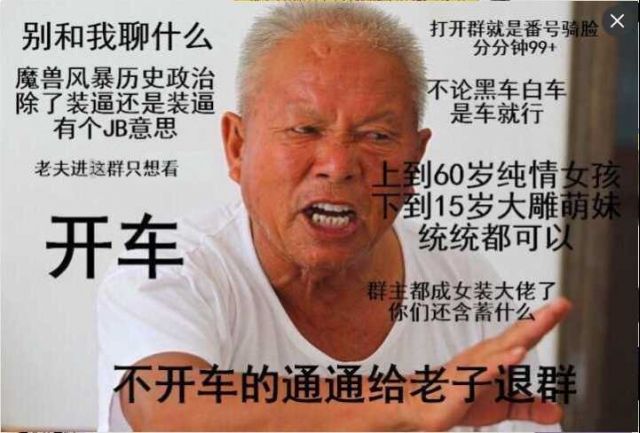 别和我聊什么
魔兽风暴历史政治
除了装逼还是装逼
有个JB意思
老夫进这群只想看
开车
打开群就是番号骑脸
分分钟99+
不论黑车白车
是车就行
上到60岁纯情女孩
下到15岁大雕萌妹
统统都可以
群主都成女装大佬了
你们还含蓄什么
不开车的通通给老子退群